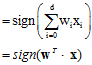 =sign(∑_{i=0}^{d} w_i x_i)
=sign(w^T · x)